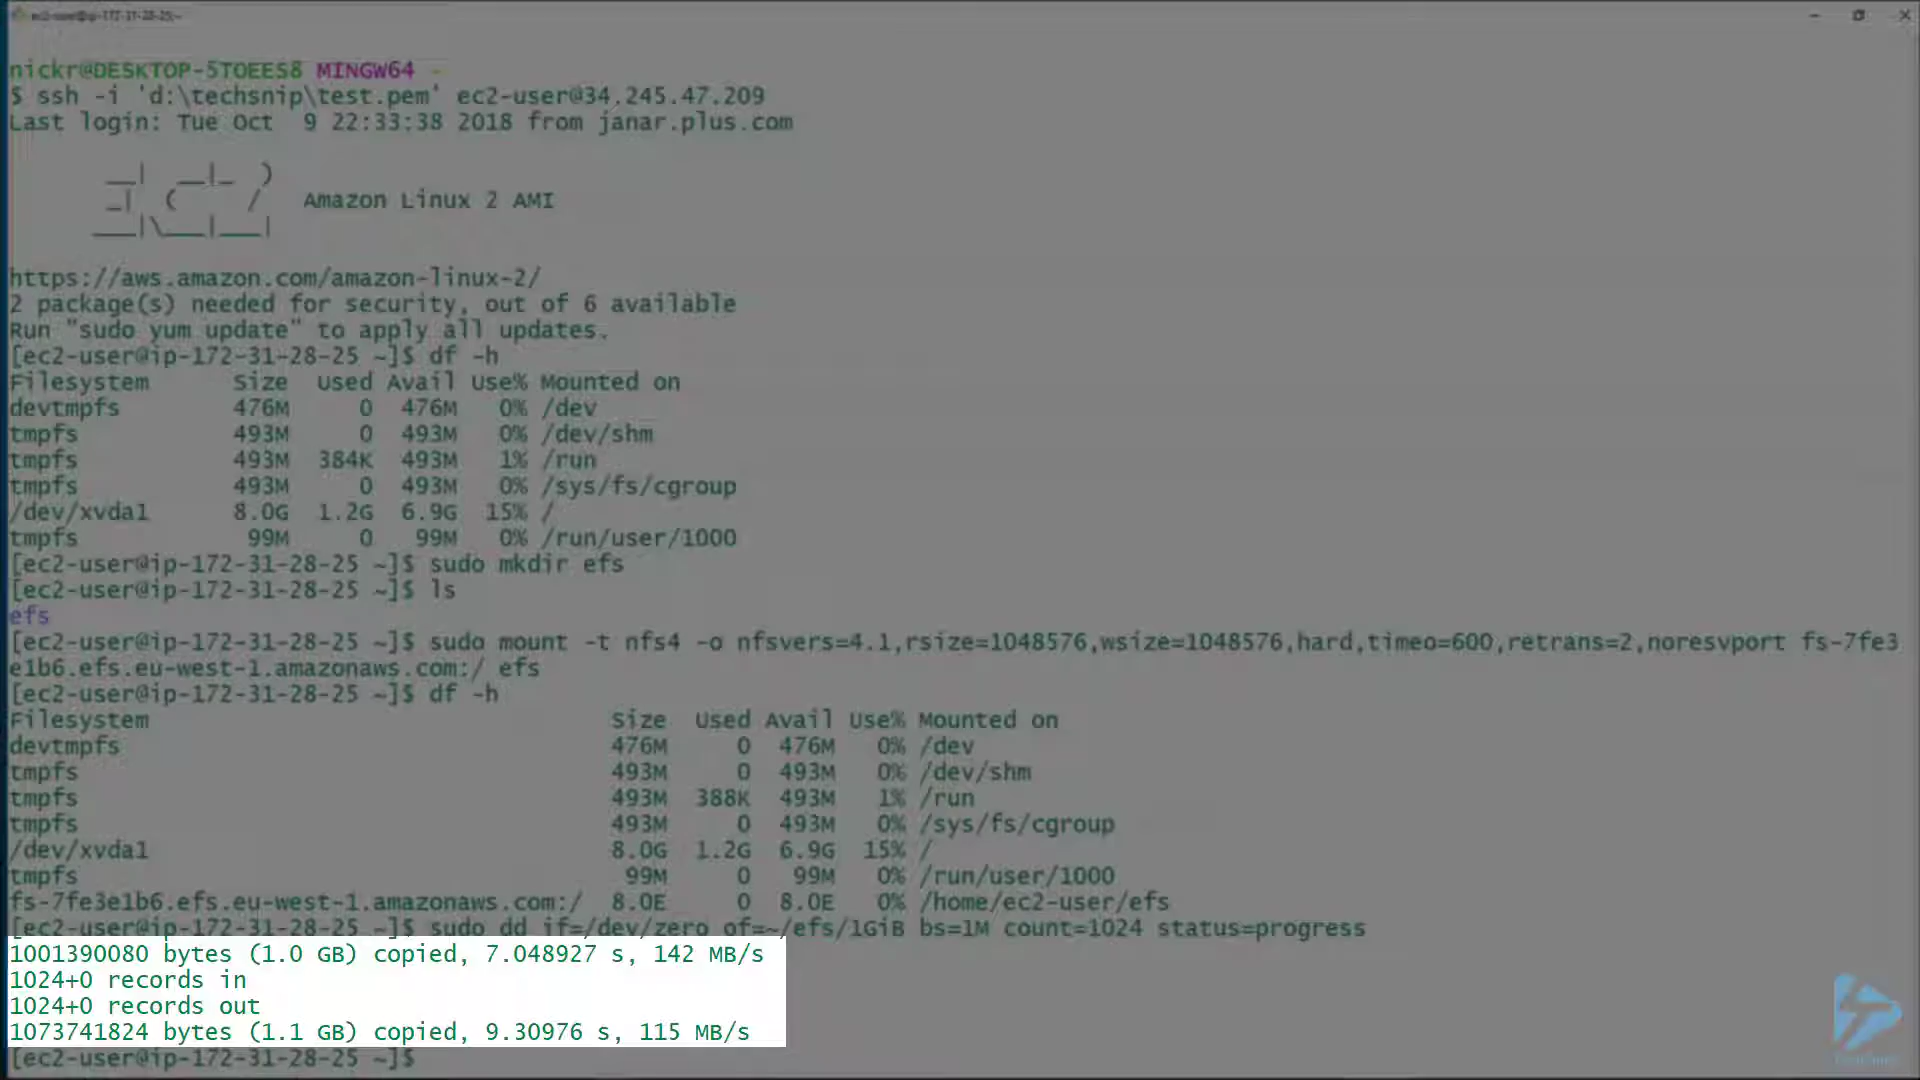 ec2-user@ip-172-31-28-25:~
nickr@DESKTOP-5TOEES8 MINGW64 ~
$ ssh -i 'd:\techsnip\test.pem' ec2-user@34.245.47.209
Last login: Tue Oct  9 22:33:38 2018 from janar.plus.com
__|  __|_  )
_|  (     /   Amazon Linux 2 AMI
___|\___|___|
https://aws.amazon.com/amazon-linux-2/
2 package(s) needed for security, out of 6 available
Run "sudo yum update" to apply all updates.
[ec2-user@ip-172-31-28-25 ~]$ df -h
Filesystem      Size  Used Avail Use% Mounted on
devtmpfs        476M     0  476M   0% /dev
tmpfs           493M     0  493M   0% /dev/shm
tmpfs           493M  384K  493M   1% /run
tmpfs           493M     0  493M   0% /sys/fs/cgroup
/dev/xvda1      8.0G  1.2G  6.9G  15% /
tmpfs            99M     0   99M   0% /run/user/1000
[ec2-user@ip-172-31-28-25 ~]$ sudo mkdir efs
[ec2-user@ip-172-31-28-25 ~]$ ls
efs
[ec2-user@ip-172-31-28-25 ~]$ sudo mount -t nfs4 -o nfsvers=4.1,rsize=1048576,wsize=1048576,hard,timeo=600,retrans=2,noresvport fs-7fe3
e1b6.efs.eu-west-1.amazonaws.com:/ efs
[ec2-user@ip-172-31-28-25 ~]$ df -h
Filesystem                                 Size  Used Avail Use% Mounted on
devtmpfs                                   476M     0  476M   0% /dev
tmpfs                                      493M     0  493M   0% /dev/shm
tmpfs                                      493M  388K  493M   1% /run
tmpfs                                      493M     0  493M   0% /sys/fs/cgroup
/dev/xvda1                                 8.0G  1.2G  6.9G  15% /
tmpfs                                       99M     0   99M   0% /run/user/1000
fs-7fe3e1b6.efs.eu-west-1.amazonaws.com:/  8.0E     0  8.0E   0% /home/ec2-user/efs
[ec2-user@ip-172-31-28-25 ~]$ sudo dd if=/dev/zero of=~/efs/1GiB bs=1M count=1024 status=progress
1001390080 bytes (1.0 GB) copied, 7.048927 s, 142 MB/s
1024+0 records in
1024+0 records out
1073741824 bytes (1.1 GB) copied, 9.30976 s, 115 MB/s
[ec2-user@ip-172-31-28-25 ~]$